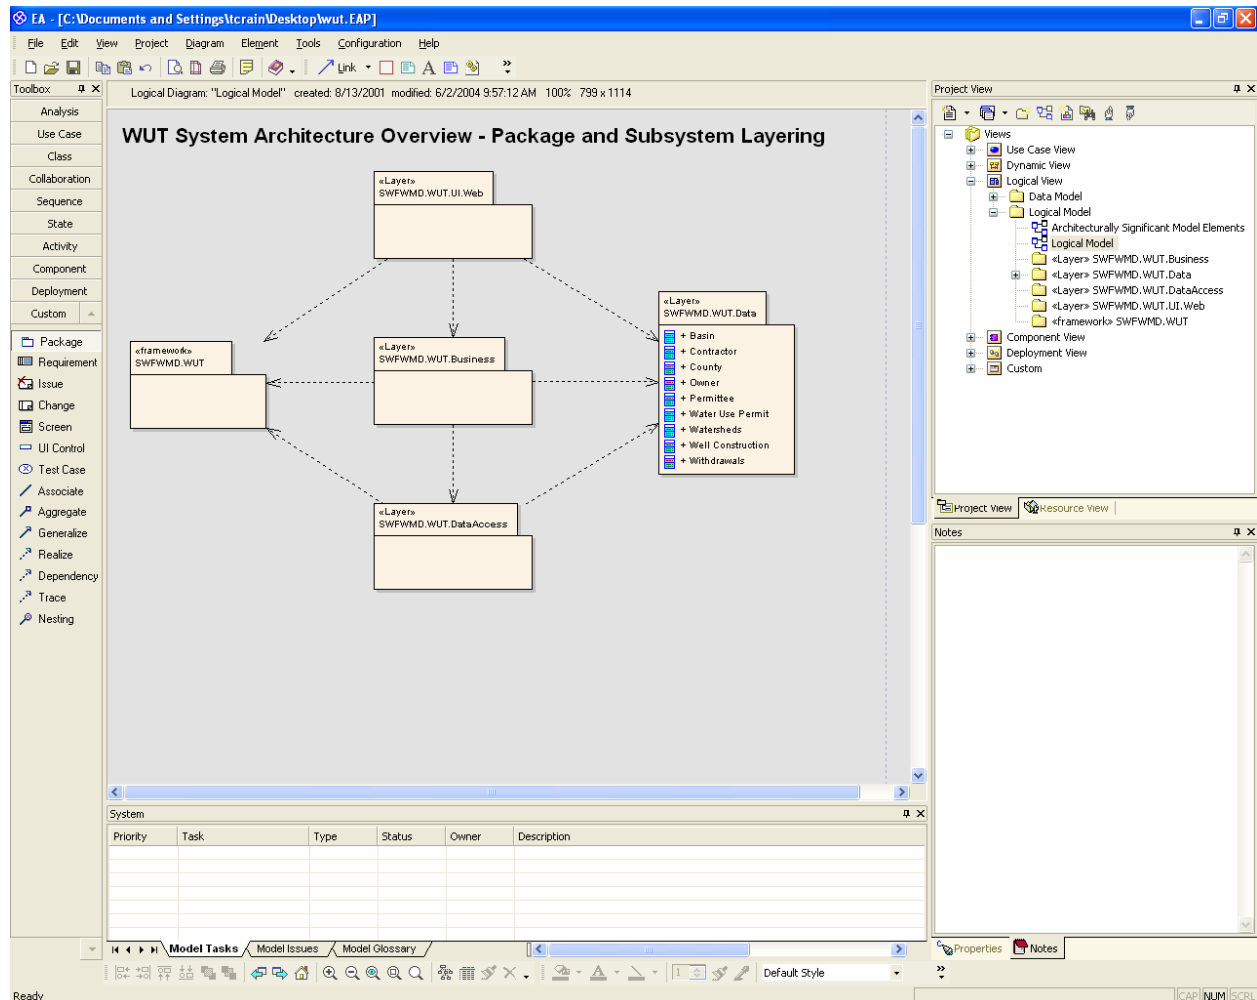 EA - [C:\Documents and Settings\tcrain\Desktop\wut.EAP]
File Edit View Project Diagram Element Tools Configuration Help
Link
Toolbox
Logical Diagram: "Logical Model" created: 8/13/2001 modified: 6/2/2004 9:57:12 AM 100% 799 x 1114
Analysis
Use Case
Class
Collaboration
Sequence
State
Activity
Component
Deployment
Custom
Package
Requirement
Issue
Change
Screen
UI Control
Test Case
Associate
Aggregate
Generalize
Realize
Dependency
Trace
Nesting
WUT System Architecture Overview - Package and Subsystem Layering
«Layer»
SWFWMD.WUT.UI.Web
«framework»
SWFWMD.WUT
«Layer»
SWFWMD.WUT.Business
«Layer»
SWFWMD.WUT.Data
+ Basin
+ Contractor
+ County
+ Owner
+ Permittee
+ Water Use Permit
+ Watersheds
+ Well Construction
+ Withdrawals
«Layer»
SWFWMD.WUT.DataAccess
Project View
Views
Use Case View
Dynamic View
Logical View
Data Model
Logical Model
Architecturally Significant Model Elements
Logical Model
«Layer» SWFWMD.WUT.Business
«Layer» SWFWMD.WUT.Data
«Layer» SWFWMD.WUT.DataAccess
«Layer» SWFWMD.WUT.UI.Web
«framework» SWFWMD.WUT
Component View
Deployment View
Custom
Project View Resource View
Notes
System
Priority Task Type Status Owner Description
Model Tasks Model Issues Model Glossary
Properties Notes
1 Default Style
Ready
CAP NUM SCRL